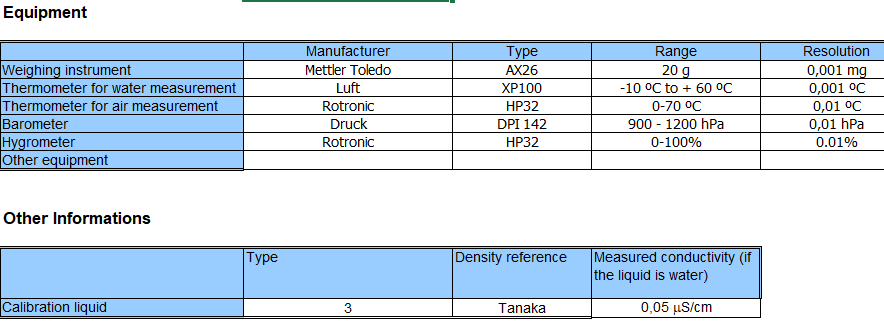 Equipment
Manufacturer Type Range Resolution
Weighing instrument Mettler Toledo AX26 20 g 0,001 mg
Thermometer for water measurement Luft XP100 -10 ºC to + 60 ºC 0,001 ºC
Thermometer for air measurement Rotronic HP32 0-70 ºC 0,01 ºC
Barometer Druck DPI 142 900 - 1200 hPa 0,01 hPa
Hygrometer Rotronic HP32 0-100% 0.01%
Other equipment
Other Informations
Type Density reference Measured conductivity (if
the liquid is water)
Calibration liquid 3 Tanaka 0,05 µS/cm